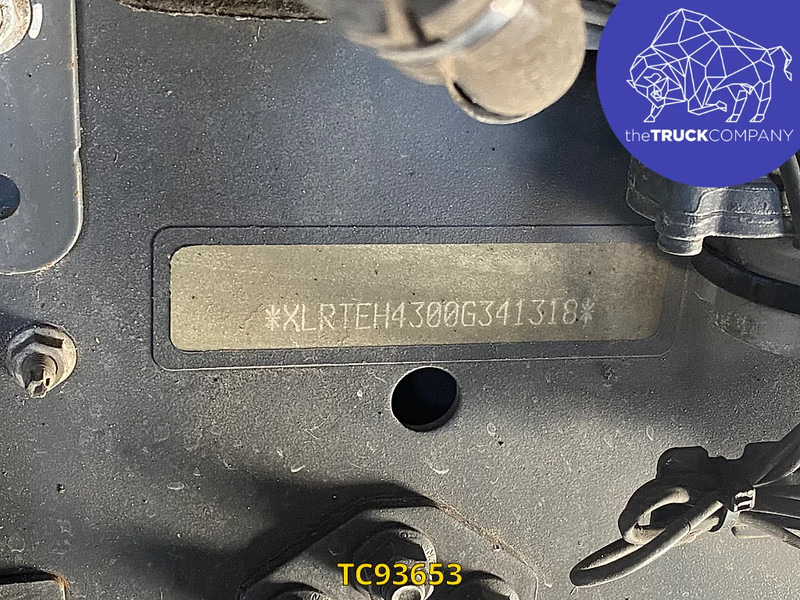 theTRUCKCOMPANY
*XLRTEH4300G341318*
TC93653